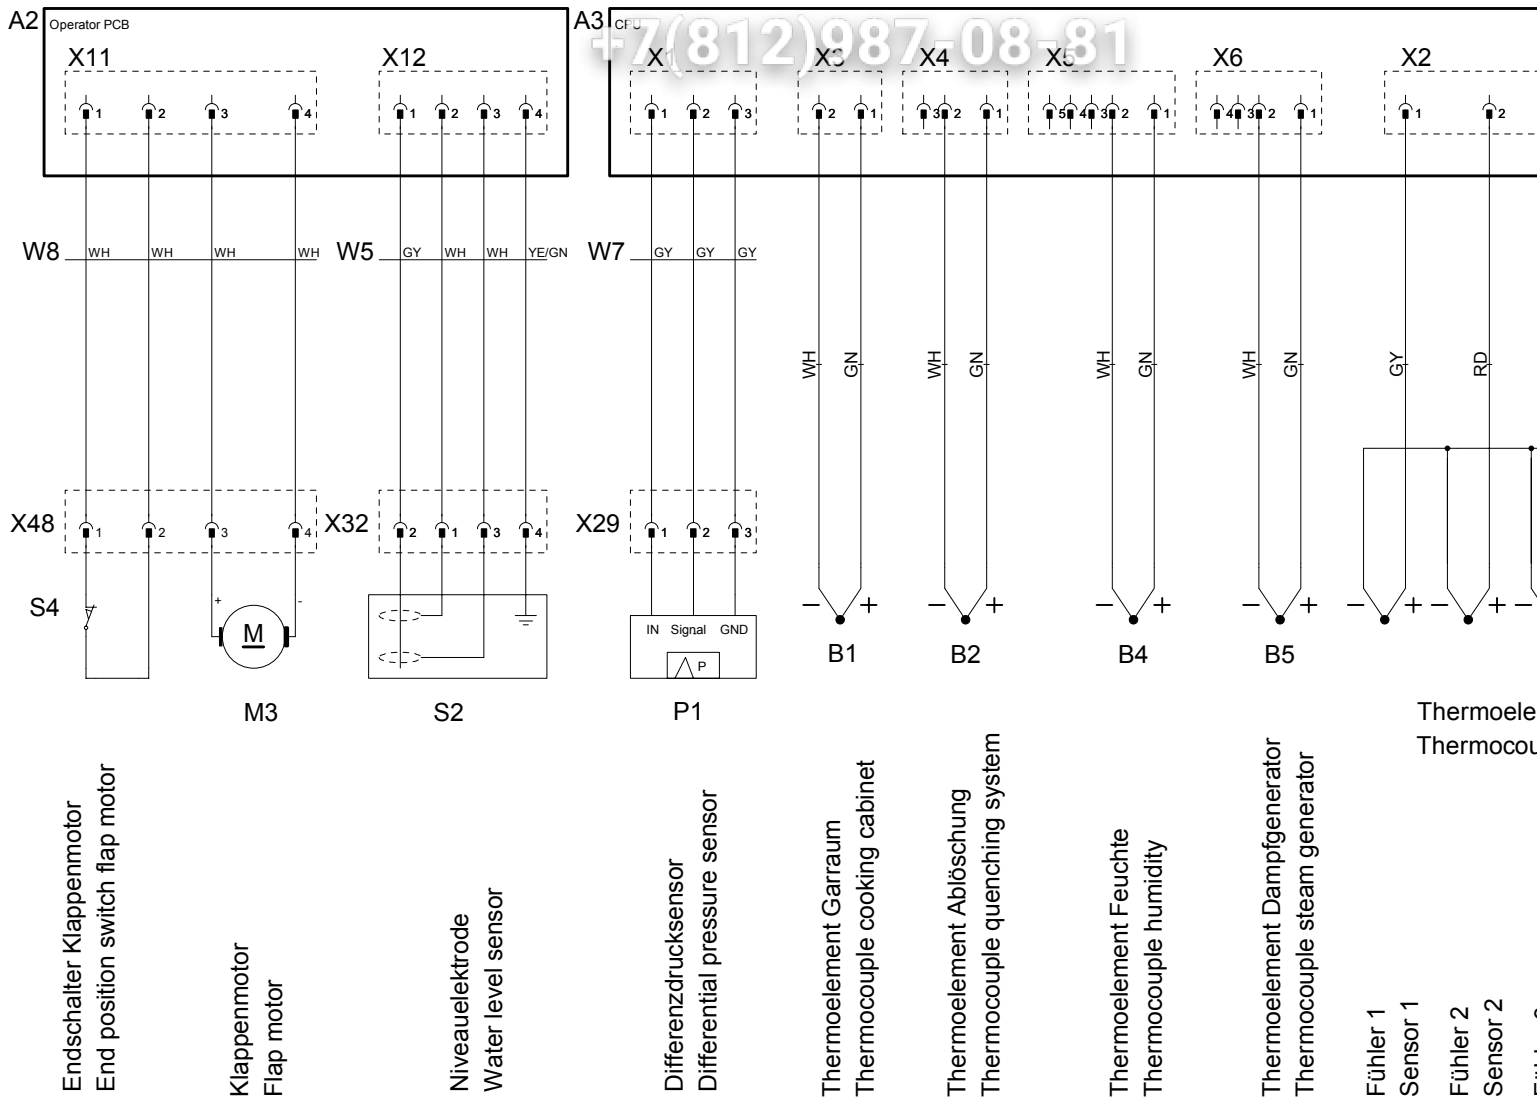 +7(812)987-08-81
A2 Operator PCB A3 CPU
X11 X12 X1 X3 X4 X5 X6 X2
1 2 3 4 1 2 3 4 1 2 3 2 1 3 2 1 5 4 3 2 1 4 3 2 1 1 2
W8 WH WH WH WH W5 GY WH WH YE/GN W7 GY GY GY
WH GN WH GN WH GN WH GN GY RD
X48 1 2 3 4 X32 2 1 3 4 X29 1 2 3
S4 + - − + − + − + − + − + − + −
M IN Signal GND
P
B1 B2 B4 B5
M3 S2 P1
Thermoele
Thermocou
Endschalter Klappenmotor
End position switch flap motor
Klappenmotor
Flap motor
Niveauelektrode
Water level sensor
Differenzdrucksensor
Differential pressure sensor
Thermoelement Garraum
Thermocouple cooking cabinet
Thermoelement Ablöschung
Thermocouple quenching system
Thermoelement Feuchte
Thermocouple humidity
Thermoelement Dampfgenerator
Thermocouple steam generator
Fühler 1
Sensor 1
Fühler 2
Sensor 2